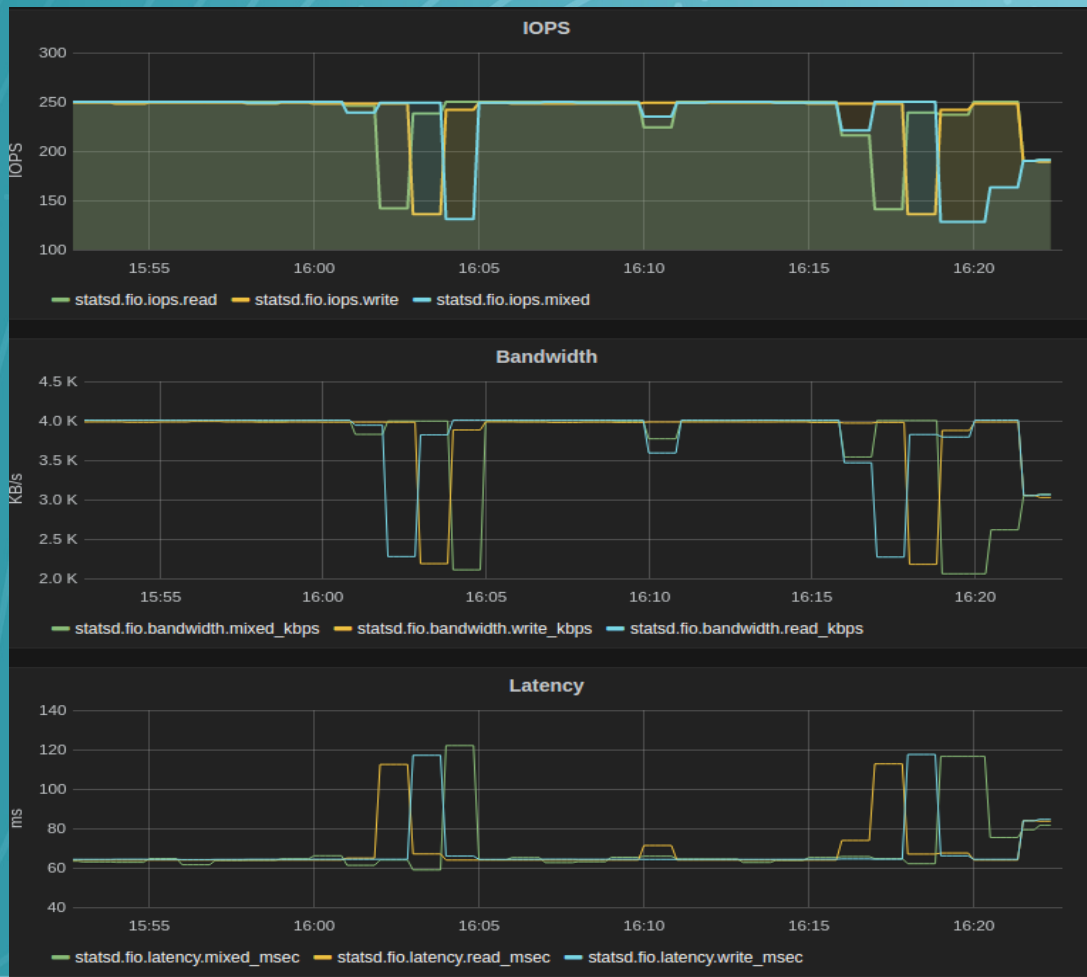 IOPS
300
250
200
150
100
IOPS
15:55 16:00 16:05 16:10 16:15 16:20
statsd.fio.iops.read statsd.fio.iops.write statsd.fio.iops.mixed
Bandwidth
4.5 K
4.0 K
3.5 K
3.0 K
2.5 K
2.0 K
KB/s
15:55 16:00 16:05 16:10 16:15 16:20
statsd.fio.bandwidth.mixed_kbps statsd.fio.bandwidth.write_kbps statsd.fio.bandwidth.read_kbps
Latency
140
120
100
80
60
40
ms
15:55 16:00 16:05 16:10 16:15 16:20
statsd.fio.latency.mixed_msec statsd.fio.latency.read_msec statsd.fio.latency.write_msec